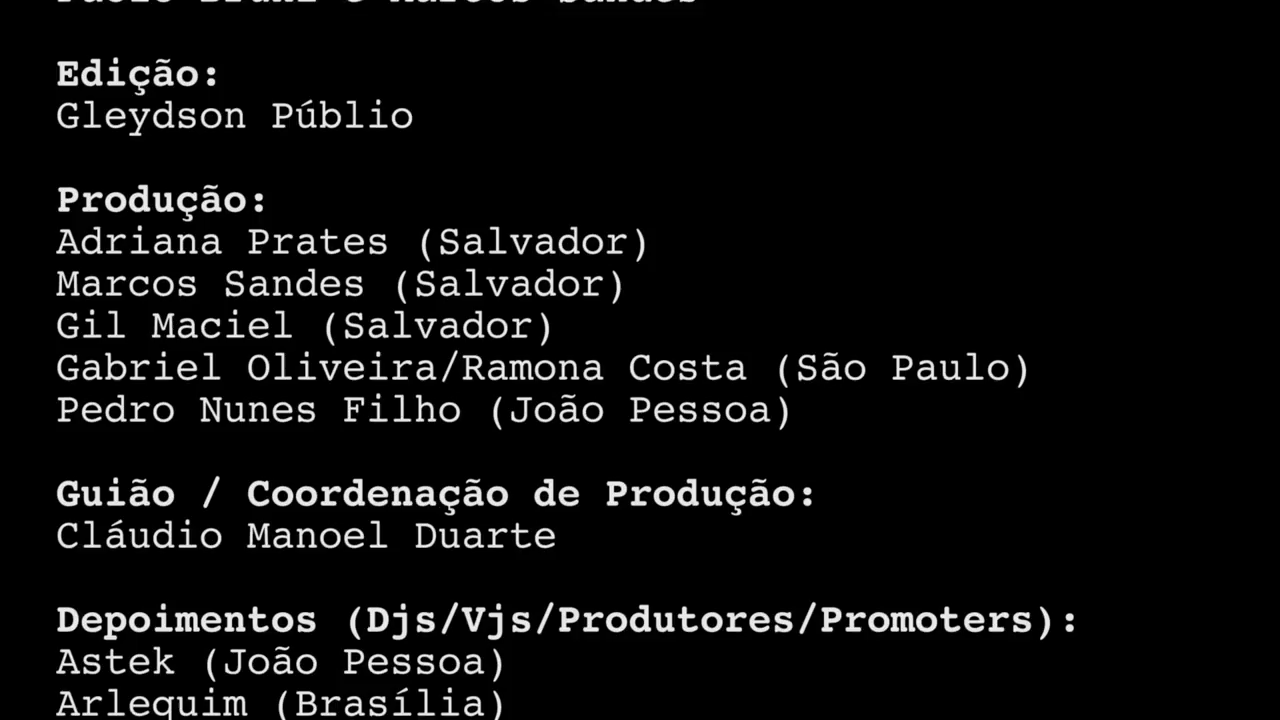 Edição:
Gleydson Públio
Produção:
Adriana Prates (Salvador)
Marcos Sandes (Salvador)
Gil Maciel (Salvador)
Gabriel Oliveira/Ramona Costa (São Paulo)
Pedro Nunes Filho (João Pessoa)
Guião / Coordenação de Produção:
Cláudio Manoel Duarte
Depoimentos (Djs/Vjs/Produtores/Promoters):
Astek (João Pessoa)
Arlequim (Brasília)